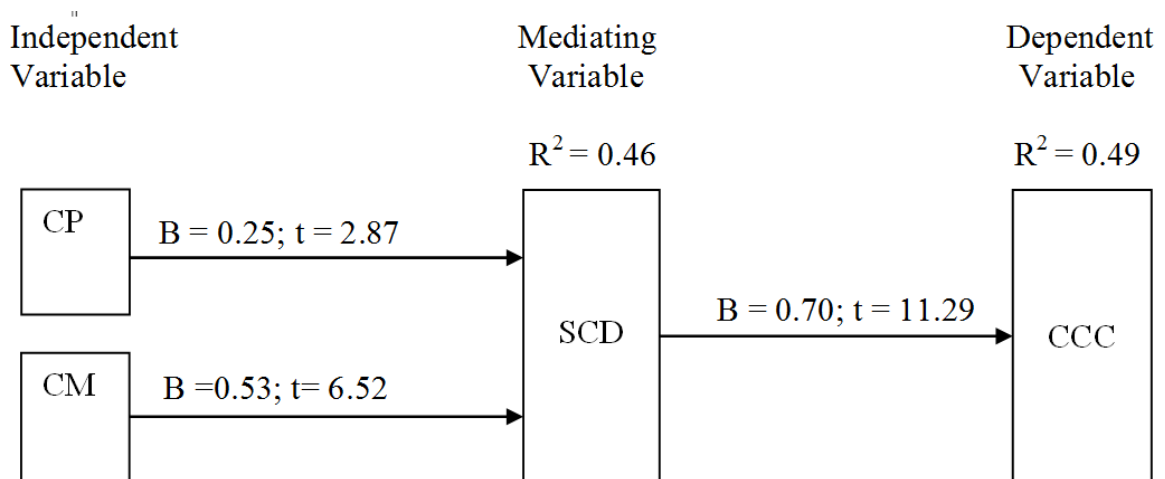 "
Independent
Variable
Mediating
Variable
Dependent
Variable
R² = 0.46
R² = 0.49
CP
B = 0.25; t = 2.87
SCD
B = 0.70; t = 11.29
CCC
CM
B =0.53; t= 6.52